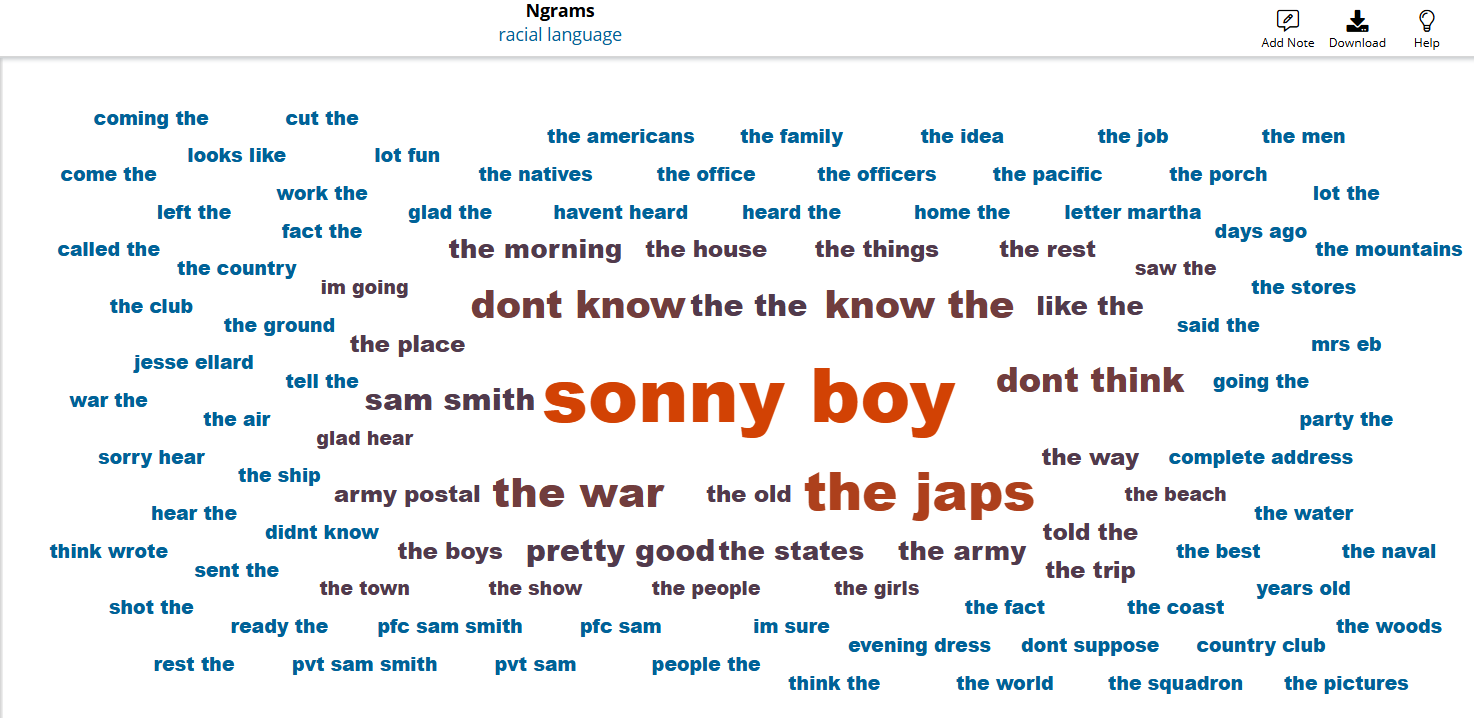 Ngrams
racial language
Add Note Download Help
coming the cut the
the americans the family the idea the job the men
looks like lot fun
come the the natives the office the officers the pacific the porch
work the lot the
left the glad the havent heard heard the home the letter martha
fact the days ago
called the the morning the house the things the rest the mountains
the country saw the
im going the stores
the club dont know the the know the like the
the ground said the
the place mrs eb
jesse ellard
tell the dont think going the
war the sam smith sonny boy
the air party the
glad hear
sorry hear the way complete address
the ship
army postal the war the old the japs the beach
hear the the water
didnt know told the
think wrote the boys pretty good the states the army the best the naval
sent the the trip
the town the show the people the girls years old
shot the the fact the coast
ready the pfc sam smith pfc sam im sure the woods
evening dress dont suppose country club
rest the pvt sam smith pvt sam people the
think the the world the squadron the pictures